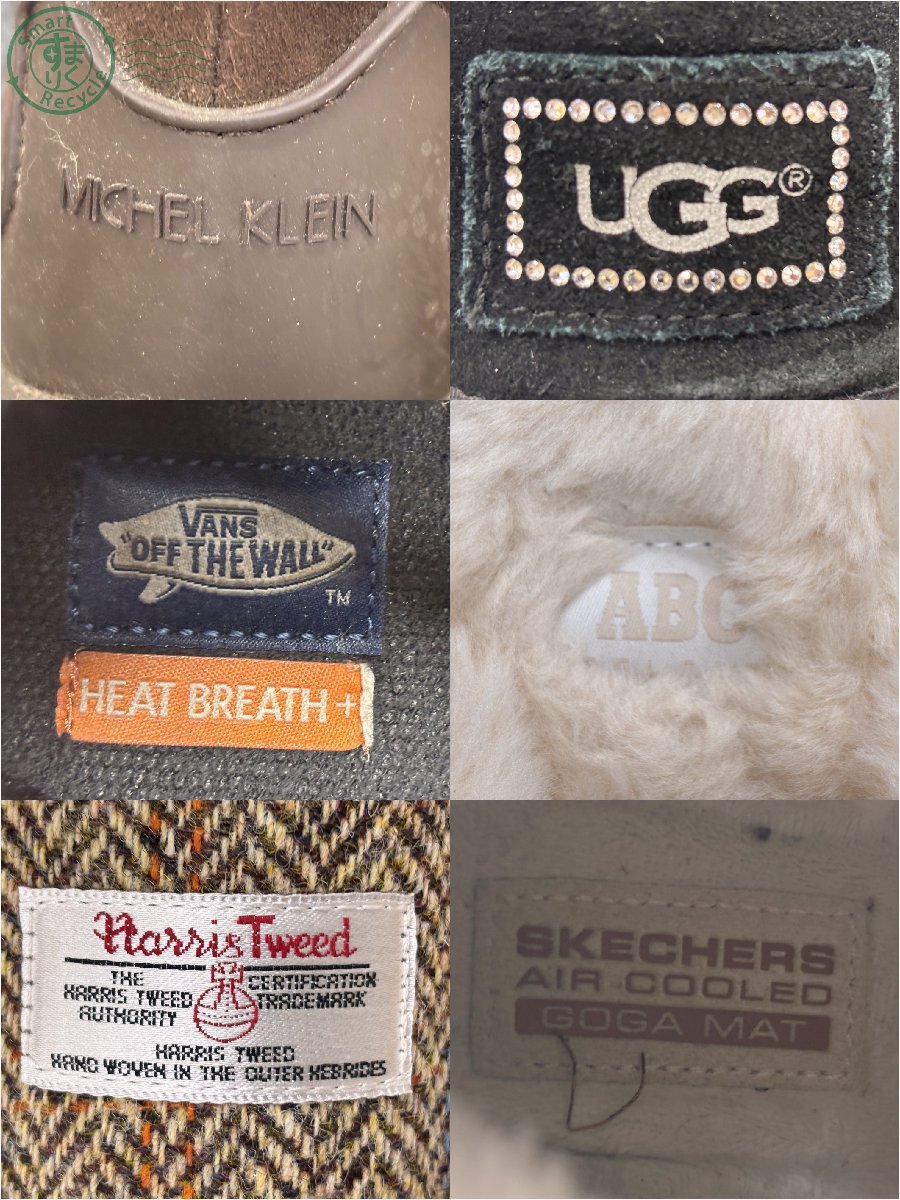 Smart
すまりく
Recycle
MICHEL KLEIN
UGG®
VANS
"OFF THE WALL"
TM
HEAT BREATH +
ABC
Harris Tweed
THE
HARRIS TWEED
AUTHORITY
CERTIFICATION
TRADEMARK
HARRIS TWEED
HAND WOVEN IN THE OUTER HEBRIDES
SKECHERS
AIR COOLED
GOGA MAT